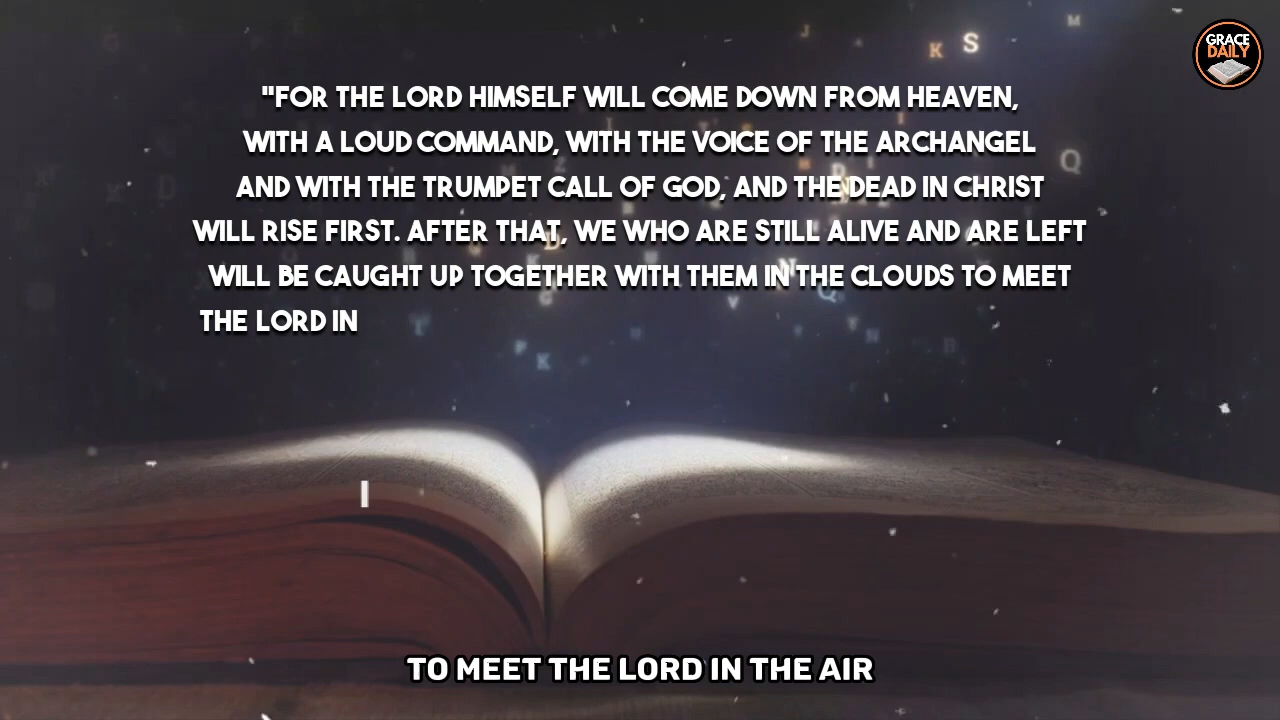 GRACE
DAILY
"FOR THE LORD HIMSELF WILL COME DOWN FROM HEAVEN,
WITH A LOUD COMMAND, WITH THE VOICE OF THE ARCHANGEL
AND WITH THE TRUMPET CALL OF GOD, AND THE DEAD IN CHRIST
WILL RISE FIRST. AFTER THAT, WE WHO ARE STILL ALIVE AND ARE LEFT
WILL BE CAUGHT UP TOGETHER WITH THEM IN THE CLOUDS TO MEET
THE LORD IN
TO MEET THE LORD IN THE AIR